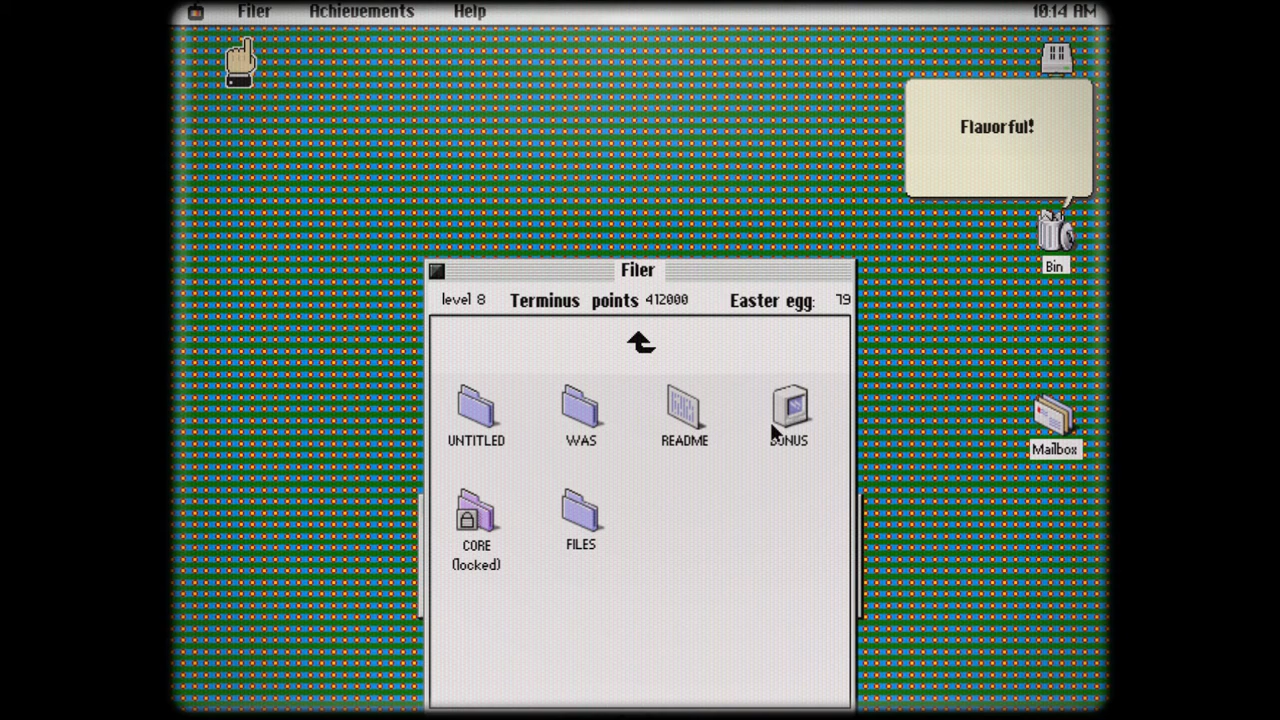 Filer Achievements Help 10:14 AM
Flavorful!
Bin
Filer
level 8 Terminus points 412000 Easter egg: 79
UNTITLED WAS README BONUS
Mailbox
CORE FILES
(locked)